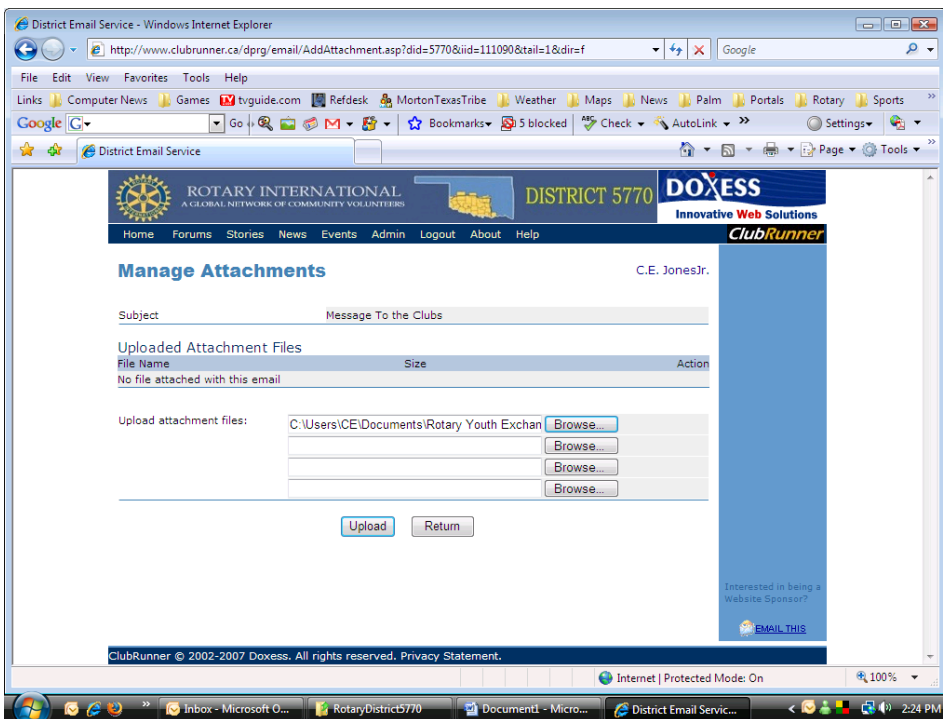 District Email Service - Windows Internet Explorer
http://www.clubrunner.ca/dprg/email/AddAttachment.asp?did=5770&iid=111090&tail=1&dir=f
Google
File Edit View Favorites Tools Help
Links Computer News Games tvguide.com Refdesk MortonTexasTribe Weather Maps News Palm Portals Rotary Sports »
Google G Go Bookmarks 5 blocked ABC Check AutoLink » Settings
District Email Service Page Tools »
ROTARY INTERNATIONAL
A GLOBAL NETWORK OF COMMUNITY VOLUNTEERS
DISTRICT 5770
DOXESS
Innovative Web Solutions
Home Forums Stories News Events Admin Logout About Help
ClubRunner
Manage Attachments
C.E. JonesJr.
Subject Message To the Clubs
Uploaded Attachment Files
File Name Size Action
No file attached with this email
Upload attachment files: C:\Users\CE\Documents\Rotary Youth Exchan Browse...
Browse...
Browse...
Browse...
Upload Return
Interested in being a
Website Sponsor?
EMAIL THIS
ClubRunner © 2002-2007 Doxess. All rights reserved. Privacy Statement.
Internet | Protected Mode: On 100%
» Inbox - Microsoft O... RotaryDistrict5770 Document1 - Micro... District Email Servic... 2:24 PM